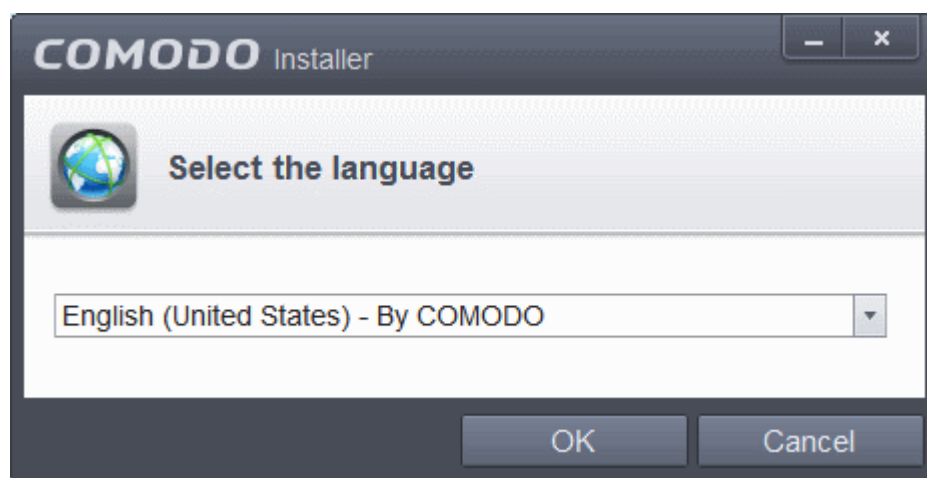 COMODO Installer
Select the language
English (United States) - By COMODO
OK Cancel